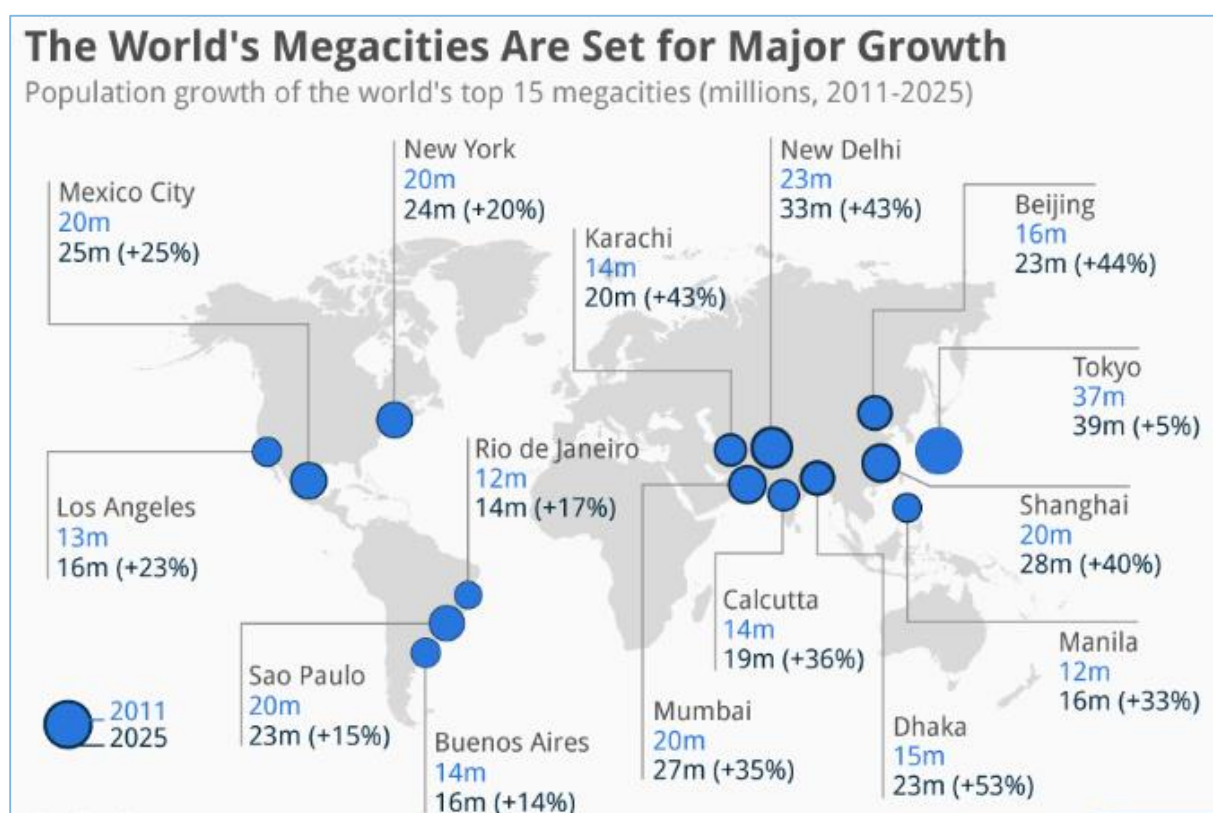 The World's Megacities Are Set for Major Growth
Population growth of the world's top 15 megacities (millions, 2011-2025)
New York
20m
24m (+20%)
New Delhi
23m
33m (+43%)
Mexico City
20m
25m (+25%)
Beijing
16m
23m (+44%)
Karachi
14m
20m (+43%)
Tokyo
37m
39m (+5%)
Rio de Janeiro
12m
14m (+17%)
Los Angeles
13m
16m (+23%)
Shanghai
20m
28m (+40%)
Calcutta
14m
19m (+36%)
Manila
12m
16m (+33%)
Sao Paulo
20m
23m (+15%)
Mumbai
20m
27m (+35%)
Dhaka
15m
23m (+53%)
Buenos Aires
14m
16m (+14%)
2011
2025